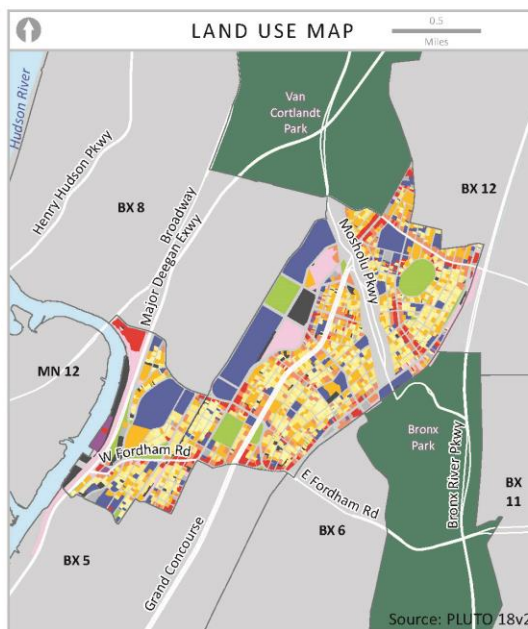 LAND USE MAP
0.5
Miles
Hudson River
Henry Hudson Pkwy
Van
Cortlandt
Park
BX 8
Broadway
Major Deegan Exwy
BX 12
Mosholu Pkwy
MN 12
W Fordham Rd
Bronx
Park
Bronx River Pkwy
BX
11
E Fordham Rd
BX 6
BX 5
Grand Concourse
Source: PLUTO 18v2